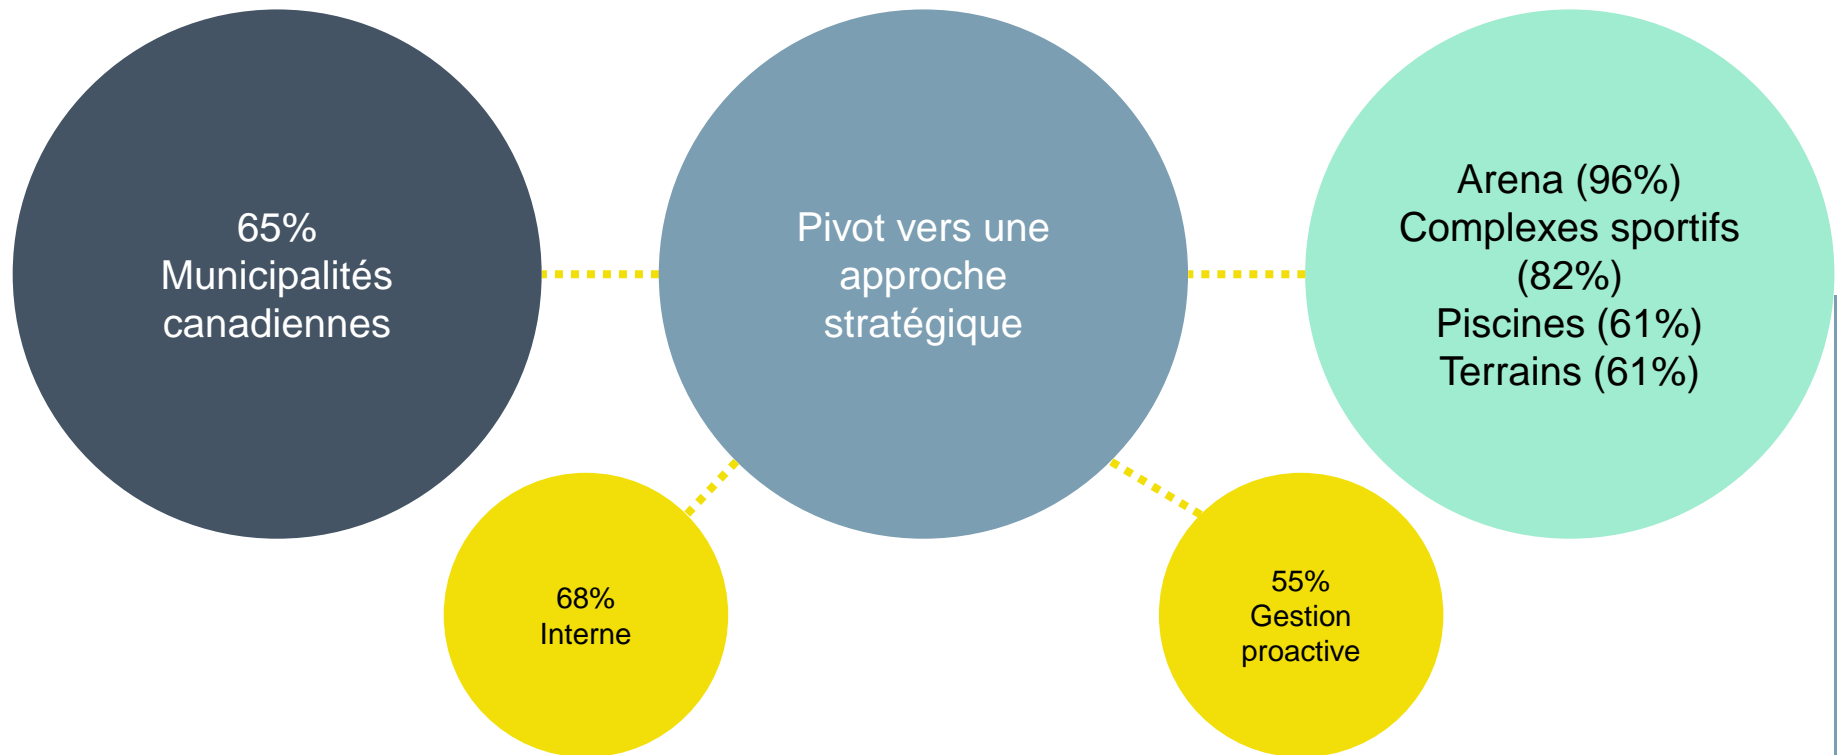 65%
Municipalités
canadiennes
Pivot vers une
approche
stratégique
Arena (96%)
Complexes sportifs
(82%)
Piscines (61%)
Terrains (61%)
68%
Interne
55%
Gestion
proactive